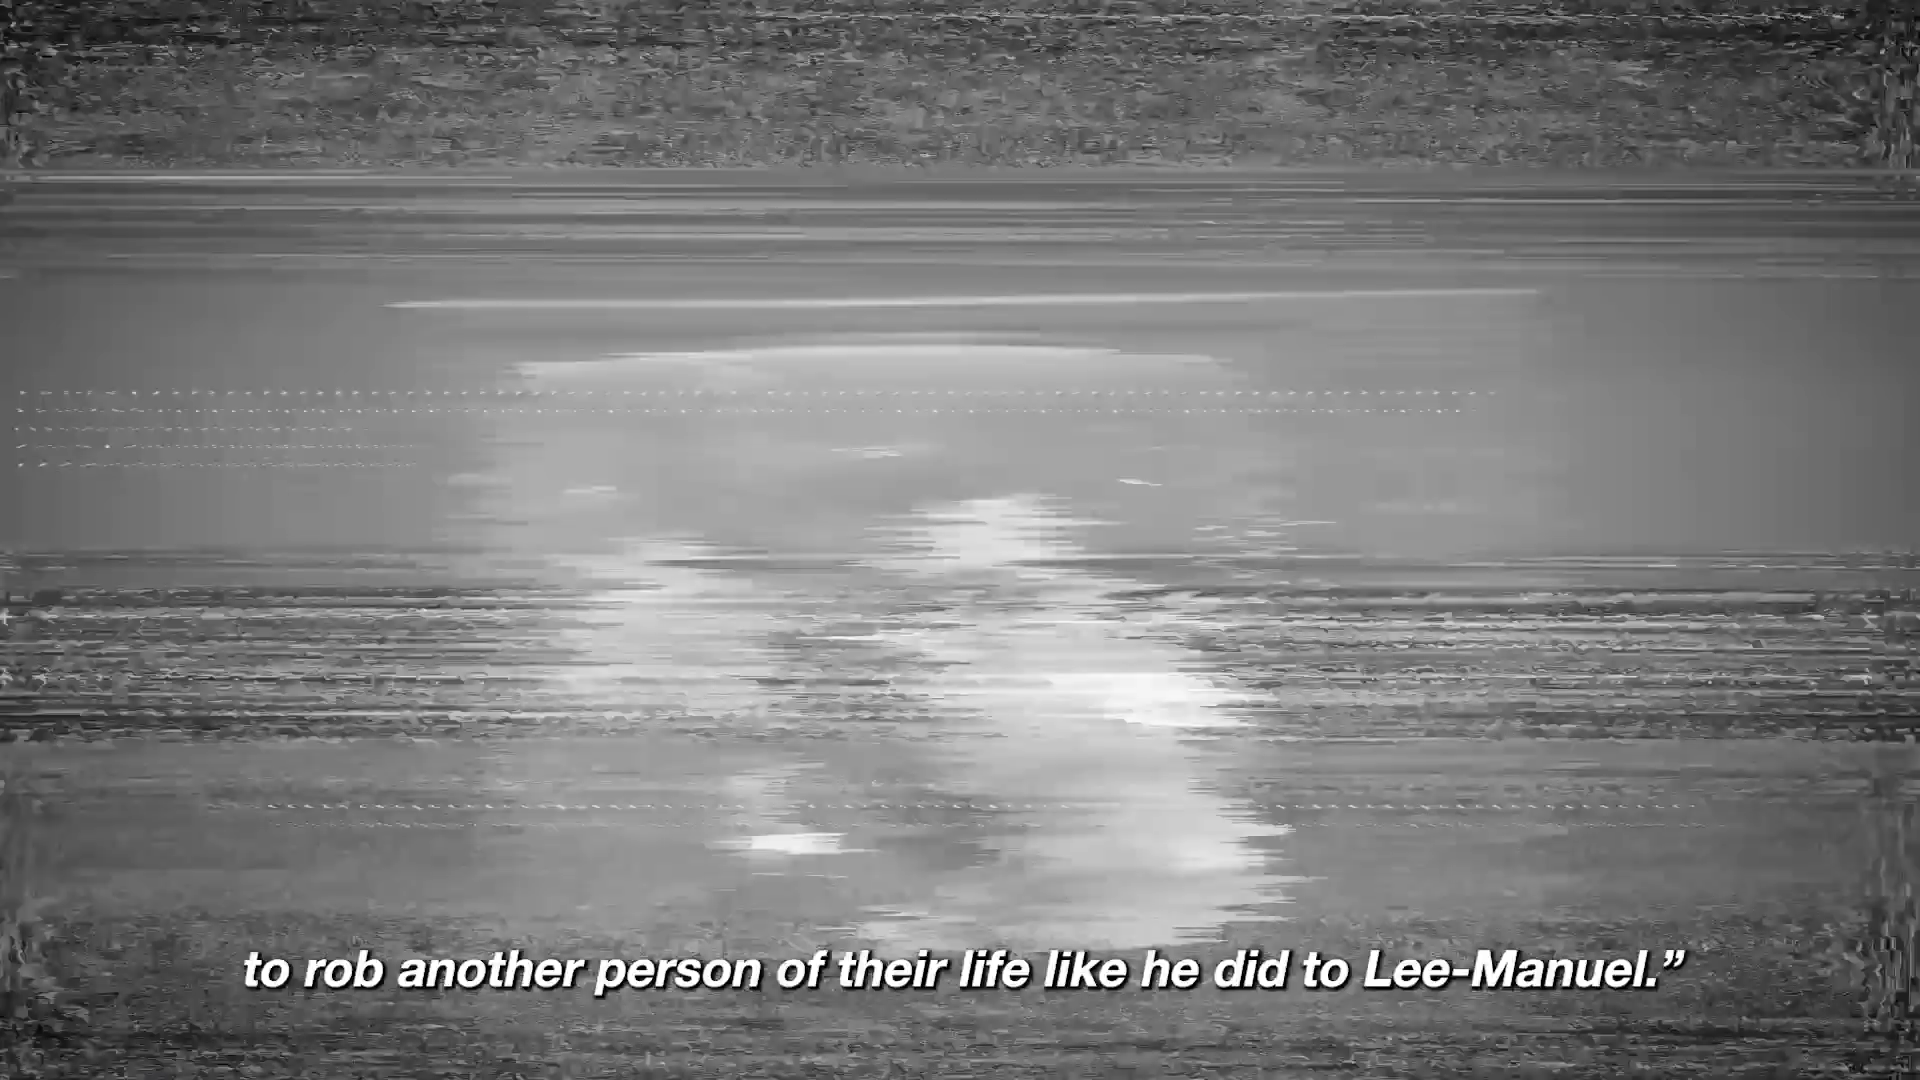 to rob another person of their life like he did to Lee-Manuel.”